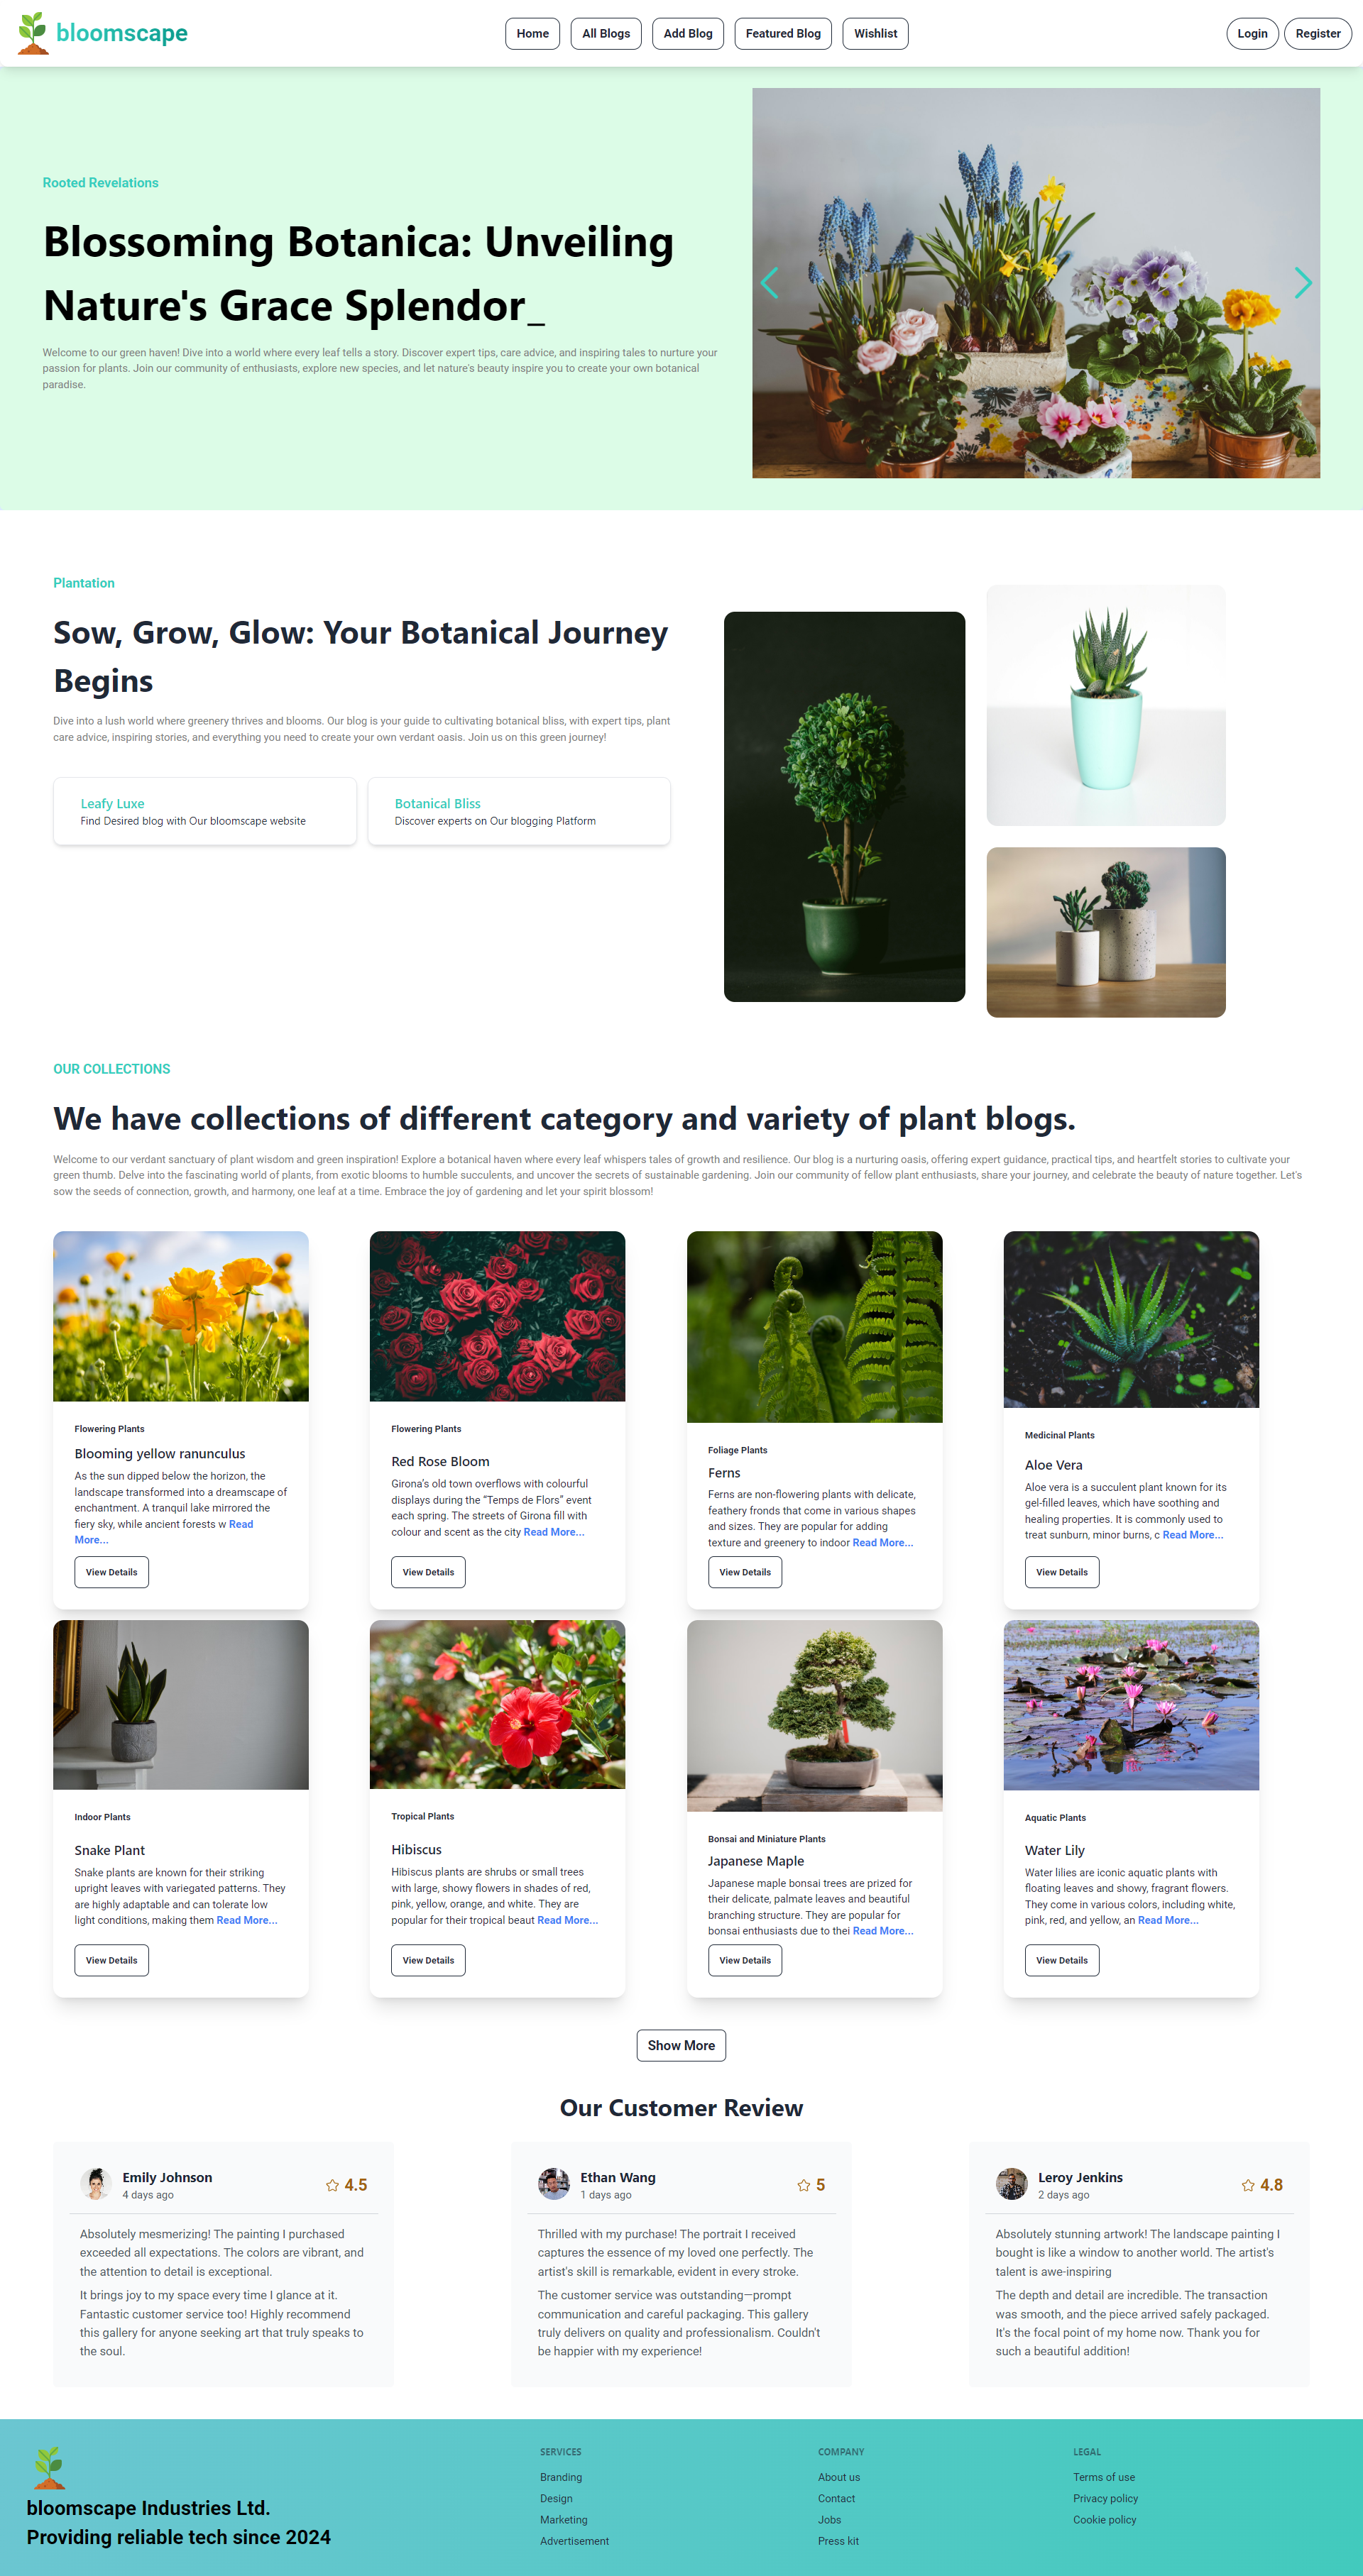 bloomscape
Home
All Blogs
Add Blog
Featured Blog
Wishlist
Login
Register
Rooted Revelations
Blossoming Botanica: Unveiling
Nature's Grace Splendor_
Welcome to our green haven! Dive into a world where every leaf tells a story. Discover expert tips, care advice, and inspiring tales to nurture your
passion for plants. Join our community of enthusiasts, explore new species, and let nature's beauty inspire you to create your own botanical
paradise.
Plantation
Sow, Grow, Glow: Your Botanical Journey
Begins
Dive into a lush world where greenery thrives and blooms. Our blog is your guide to cultivating botanical bliss, with expert tips, plant
care advice, inspiring stories, and everything you need to create your own verdant oasis. Join us on this green journey!
Leafy Luxe
Find Desired blog with Our bloomscape website
Botanical Bliss
Discover experts on Our blogging Platform
OUR COLLECTIONS
We have collections of different category and variety of plant blogs.
Welcome to our verdant sanctuary of plant wisdom and green inspiration! Explore a botanical haven where every leaf whispers tales of growth and resilience. Our blog is a nurturing oasis, offering expert guidance, practical tips, and heartfelt stories to cultivate your
green thumb. Delve into the fascinating world of plants, from exotic blooms to humble succulents, and uncover the secrets of sustainable gardening. Join our community of fellow plant enthusiasts, share your journey, and celebrate the beauty of nature together. Let's
sow the seeds of connection, growth, and harmony, one leaf at a time. Embrace the joy of gardening and let your spirit blossom!
Flowering Plants
Blooming yellow ranunculus
As the sun dipped below the horizon, the
landscape transformed into a dreamscape of
enchantment. A tranquil lake mirrored the
fiery sky, while ancient forests w Read
More...
View Details
Flowering Plants
Red Rose Bloom
Girona's old town overflows with colourful
displays during the “Temps de Flors” event
each spring. The streets of Girona fill with
colour and scent as the city Read More...
View Details
Foliage Plants
Ferns
Ferns are non-flowering plants with delicate,
feathery fronds that come in various shapes
and sizes. They are popular for adding
texture and greenery to indoor Read More...
View Details
Medicinal Plants
Aloe Vera
Aloe vera is a succulent plant known for its
gel-filled leaves, which have soothing and
healing properties. It is commonly used to
treat sunburn, minor burns, c Read More...
View Details
Indoor Plants
Snake Plant
Snake plants are known for their striking
upright leaves with variegated patterns. They
are highly adaptable and can tolerate low
light conditions, making them Read More...
View Details
Tropical Plants
Hibiscus
Hibiscus plants are shrubs or small trees
with large, showy flowers in shades of red,
pink, yellow, orange, and white. They are
popular for their tropical beaut Read More...
View Details
Bonsai and Miniature Plants
Japanese Maple
Japanese maple bonsai trees are prized for
their delicate, palmate leaves and beautiful
branching structure. They are popular for
bonsai enthusiasts due to thei Read More...
View Details
Aquatic Plants
Water Lily
Water lilies are iconic aquatic plants with
floating leaves and showy, fragrant flowers.
They come in various colors, including white,
pink, red, and yellow, an Read More...
View Details
Show More
Our Customer Review
Emily Johnson
4 days ago
4.5
Absolutely mesmerizing! The painting I purchased
exceeded all expectations. The colors are vibrant, and
the attention to detail is exceptional.
It brings joy to my space every time I glance at it.
Fantastic customer service too! Highly recommend
this gallery for anyone seeking art that truly speaks to
the soul.
Ethan Wang
1 days ago
5
Thrilled with my purchase! The portrait I received
captures the essence of my loved one perfectly. The
artist's skill is remarkable, evident in every stroke.
The customer service was outstanding—prompt
communication and careful packaging. This gallery
truly delivers on quality and professionalism. Couldn't
be happier with my experience!
Leroy Jenkins
2 days ago
4.8
Absolutely stunning artwork! The landscape painting I
bought is like a window to another world. The artist's
talent is awe-inspiring
The depth and detail are incredible. The transaction
was smooth, and the piece arrived safely packaged.
It's the focal point of my home now. Thank you for
such a beautiful addition!
bloomscape Industries Ltd.
Providing reliable tech since 2024
SERVICES
Branding
Design
Marketing
Advertisement
COMPANY
About us
Contact
Jobs
Press kit
LEGAL
Terms of use
Privacy policy
Cookie policy